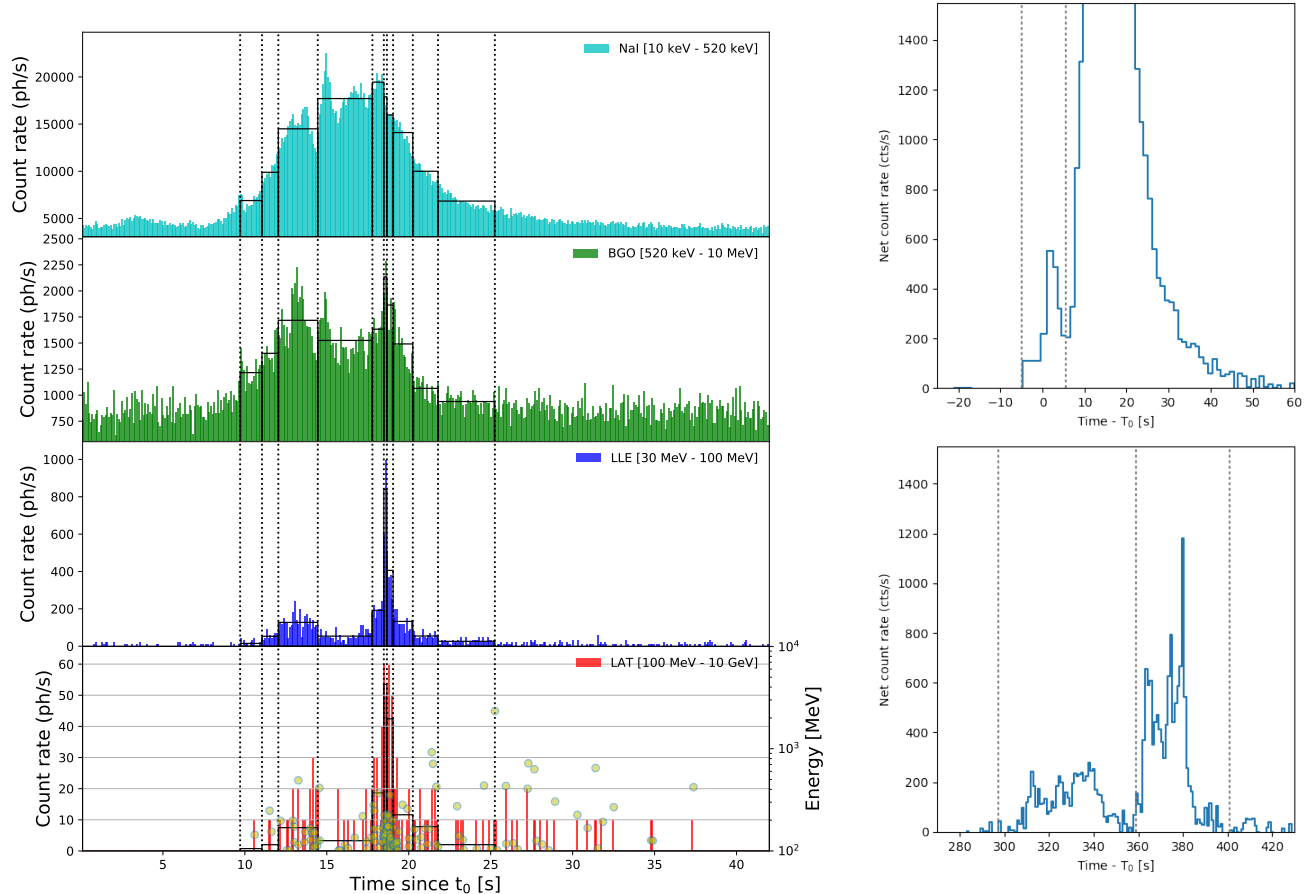 NaI [10 keV - 520 keV]
Count rate (ph/s)
20000
15000
10000
5000
BGO [520 keV - 10 MeV]
Count rate (ph/s)
2500
2250
2000
1750
1500
1250
1000
750
LLE [30 MeV - 100 MeV]
Count rate (ph/s)
1000
800
600
400
200
0
LAT [100 MeV - 10 GeV]
Count rate (ph/s)
60
50
40
30
20
10
0
10⁴
10³
10²
Energy [MeV]
5 10 15 20 25 30 35 40
Time since t₀ [s]
Net count rate (cts/s)
1400
1200
1000
800
600
400
200
0
−20 0 10 20 30 40 50 60
Time - T₀ [s]
Net count rate (cts/s)
1400
1200
1000
800
600
400
200
0
280 300 320 340 360 380 400 420
Time - T₀ [s]